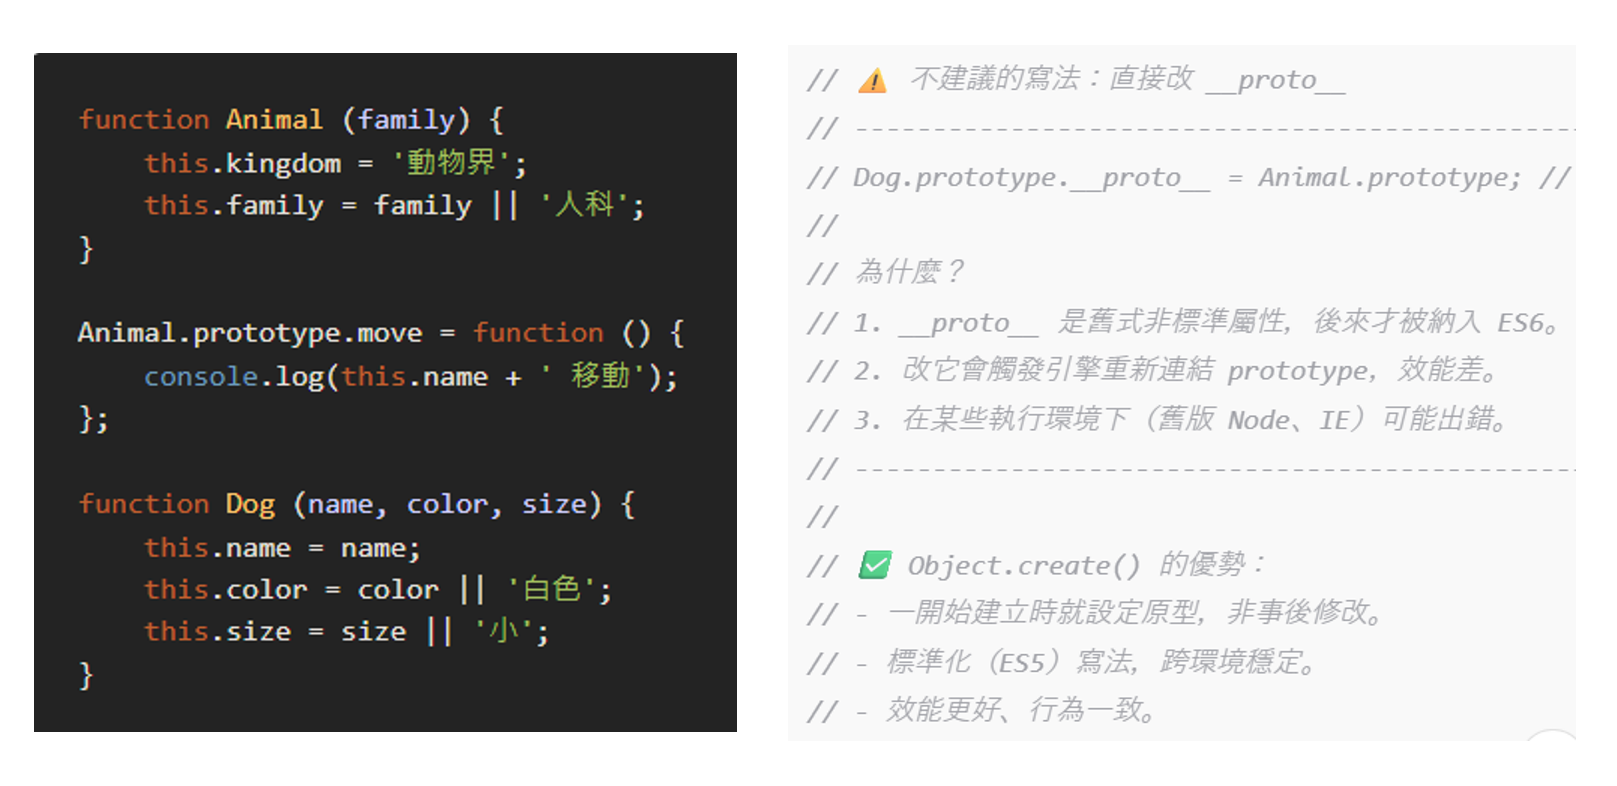 function Animal (family) {
    this.kingdom = '動物界';
    this.family = family || '人科';
}
Animal.prototype.move = function () {
    console.log(this.name + ' 移動');
};
function Dog (name, color, size) {
    this.name = name;
    this.color = color || '白色';
    this.size = size || '小';
}
// ⚠️ 不建議的寫法：直接改 __proto__
// ----------------------------------------------
// Dog.prototype.__proto__ = Animal.prototype; //
//
// 為什麼？
// 1. __proto__ 是舊式非標準屬性，後來才被納入 ES6。
// 2. 改它會觸發引擎重新連結 prototype，效能差。
// 3. 在某些執行環境下（舊版 Node、IE）可能出錯。
// ----------------------------------------------
//
// ✅ Object.create() 的優勢：
// - 一開始建立時就設定原型，非事後修改。
// - 標準化（ES5）寫法，跨環境穩定。
// - 效能更好、行為一致。